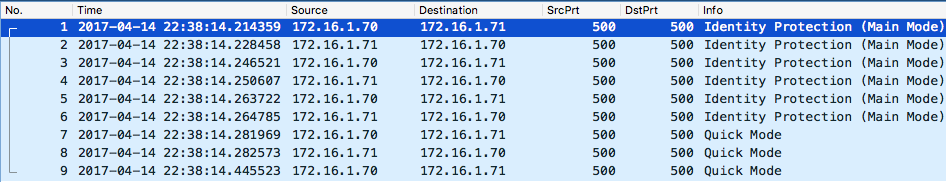 No. Time Source Destination SrcPrt DstPrt Info
1 2017-04-14 22:38:14.214359 172.16.1.70 172.16.1.71 500 500 Identity Protection (Main Mode)
2 2017-04-14 22:38:14.228458 172.16.1.71 172.16.1.70 500 500 Identity Protection (Main Mode)
3 2017-04-14 22:38:14.246521 172.16.1.70 172.16.1.71 500 500 Identity Protection (Main Mode)
4 2017-04-14 22:38:14.250607 172.16.1.71 172.16.1.70 500 500 Identity Protection (Main Mode)
5 2017-04-14 22:38:14.263722 172.16.1.70 172.16.1.71 500 500 Identity Protection (Main Mode)
6 2017-04-14 22:38:14.264785 172.16.1.71 172.16.1.70 500 500 Identity Protection (Main Mode)
7 2017-04-14 22:38:14.281969 172.16.1.70 172.16.1.71 500 500 Quick Mode
8 2017-04-14 22:38:14.282573 172.16.1.71 172.16.1.70 500 500 Quick Mode
9 2017-04-14 22:38:14.445523 172.16.1.70 172.16.1.71 500 500 Quick Mode